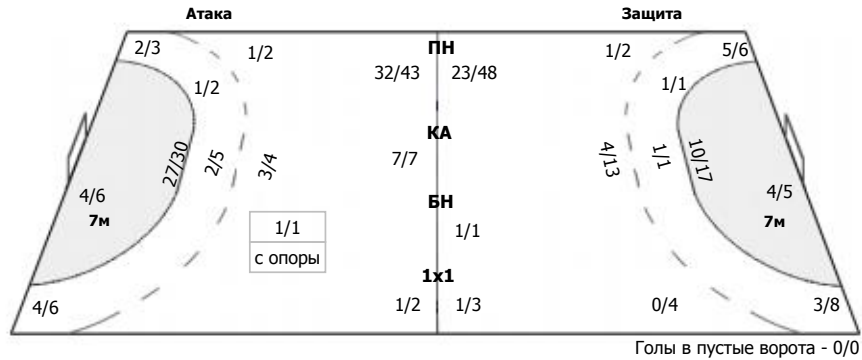 Атака Защита
2/3 1/2 ПН 1/2 5/6
32/43 23/48
1/2 1/1
КА
27/30 2/5 3/4 7/7 4/13 1/1 10/17
4/6 БН 4/5
7м 1/1 1/1 7м
с опоры
1x1
4/6 1/2 1/3 0/4 3/8
Голы в пустые ворота - 0/0